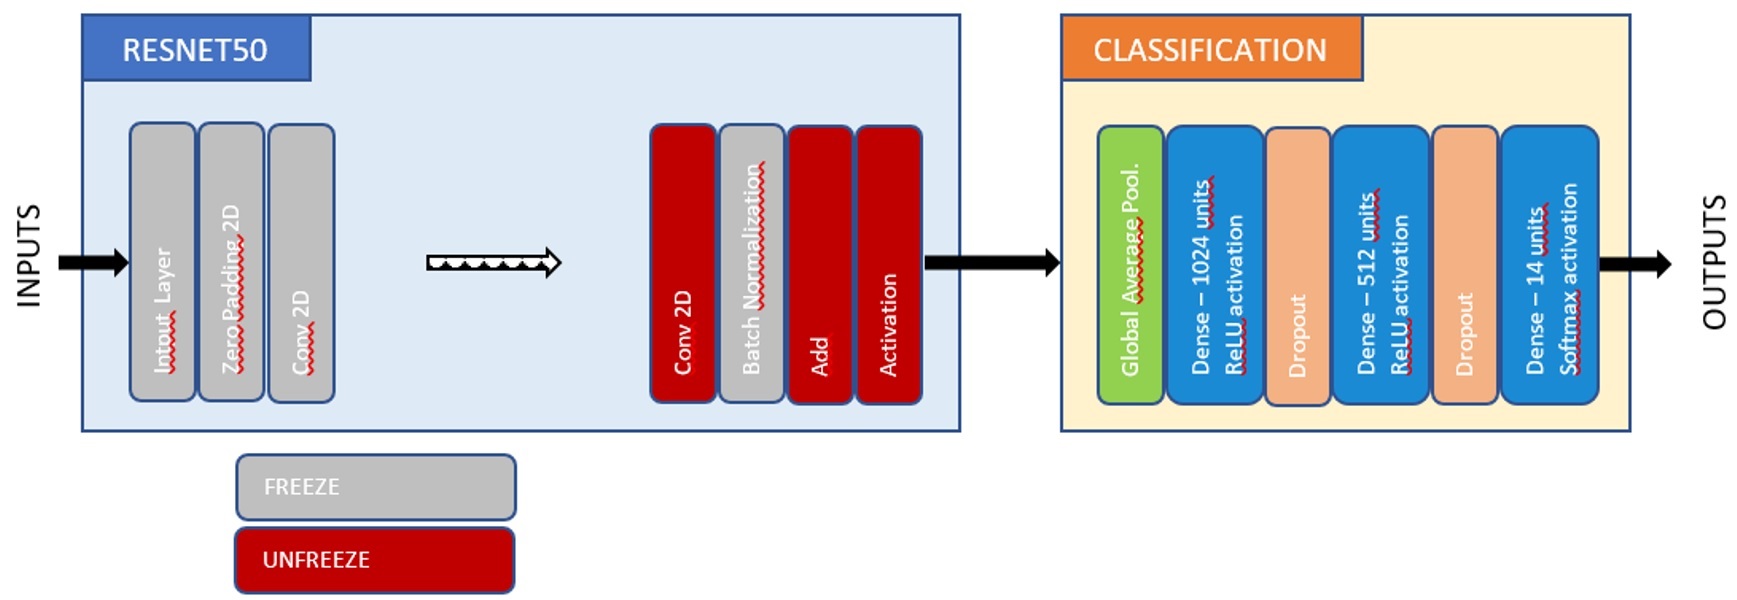 RESNET50
CLASSIFICATION
INPUTS
Intput Layer
Zero Padding 2D
Conv 2D
Conv 2D
Batch Normalization
Add
Activation
Global Average Pool.
Dense – 1024 units
ReLU activation
Dropout
Dense – 512 units
ReLU activation
Dropout
Dense – 14 units
Softmax activation
OUTPUTS
FREEZE
UNFREEZE